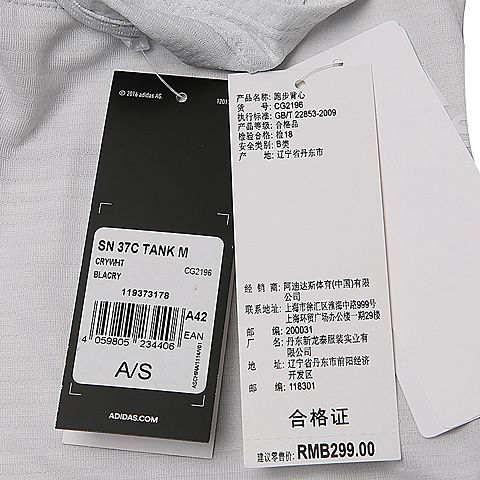 © 2016 adidas AG.
SN 37C TANK M
CRYWHT
BLACRY
CG2196
119373178
A42
EAN
4 059805 234406
A/S
ADIDAS.COM
产品名称: 跑步背心
货 号: CG2196
执行标准: GB/T 22853-2009
产品等级: 合格品
检验合格: 检18
安全类别: B类
产 地: 辽宁省丹东市
经 销 商: 阿迪达斯体育(中国)有限
公司
联系地址: 上海市徐汇区淮海中路999号
上海环贸广场办公楼一期29楼
邮 编: 200031
厂 商: 丹东新龙泰服装实业有
限公司
地 址: 辽宁省丹东市前阳经济
开发区
邮 编: 118301
合格证
建议零售价: RMB299.00